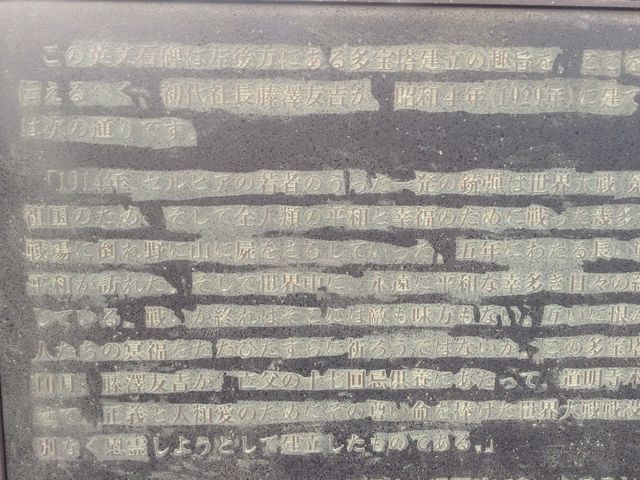 この英文石碑は左後方にある多宝塔建立の趣旨を、ここを
伝えるべく、初代社長藤澤友吉が、昭和4年(1929年)に建て
は次の通りです
「1914年、セルビアの若者のうった一発の銃弾は世界大戦
祖国のため、そして全人類の平和と幸福のために戦った幾多
戦場に倒れ野に山に屍をさらしていった。五年にわたる長い
平和が訪れた。そして世界中に、永遠に平和な幸多き日々の
している。戦いが終ればそこには敵も味方もない。互いに
人たちの冥福をただひたすらに祈ろうではないか。この多宝塔
月、藤澤友吉が、亡父の十七回忌供養にあたって、道明寺
せて、正義と人類愛のためにその尊い命を捧げた世界大戦戦
別なく慰霊しようとして建立したものである。」